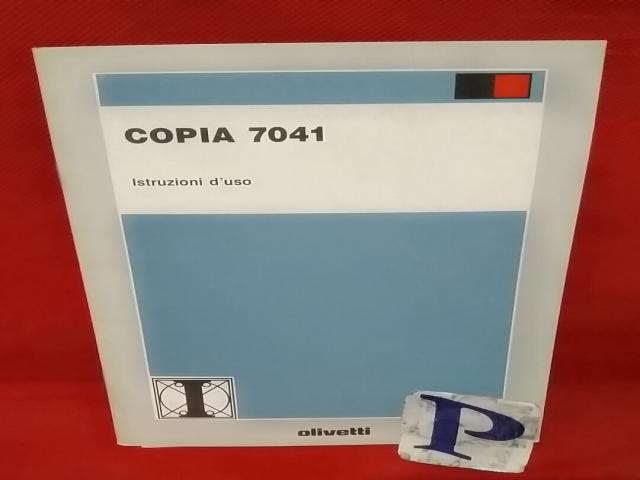 COPIA 7041
Istruzioni d'uso
I
olivetti
P